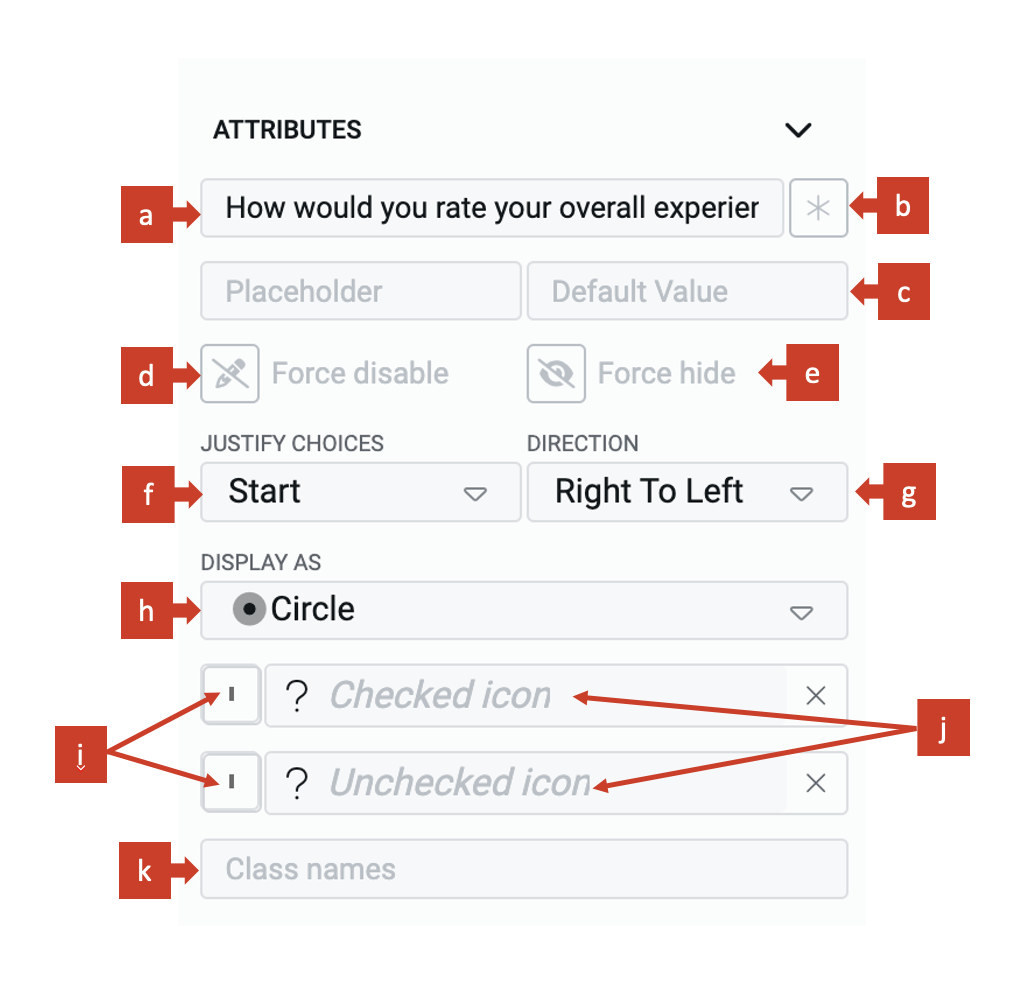 ATTRIBUTES
a How would you rate your overall experier b
Placeholder Default Value c
d Force disable Force hide e
JUSTIFY CHOICES DIRECTION
f Start Right To Left g
DISPLAY AS
h Circle
? Checked icon
i j
? Unchecked icon
k Class names